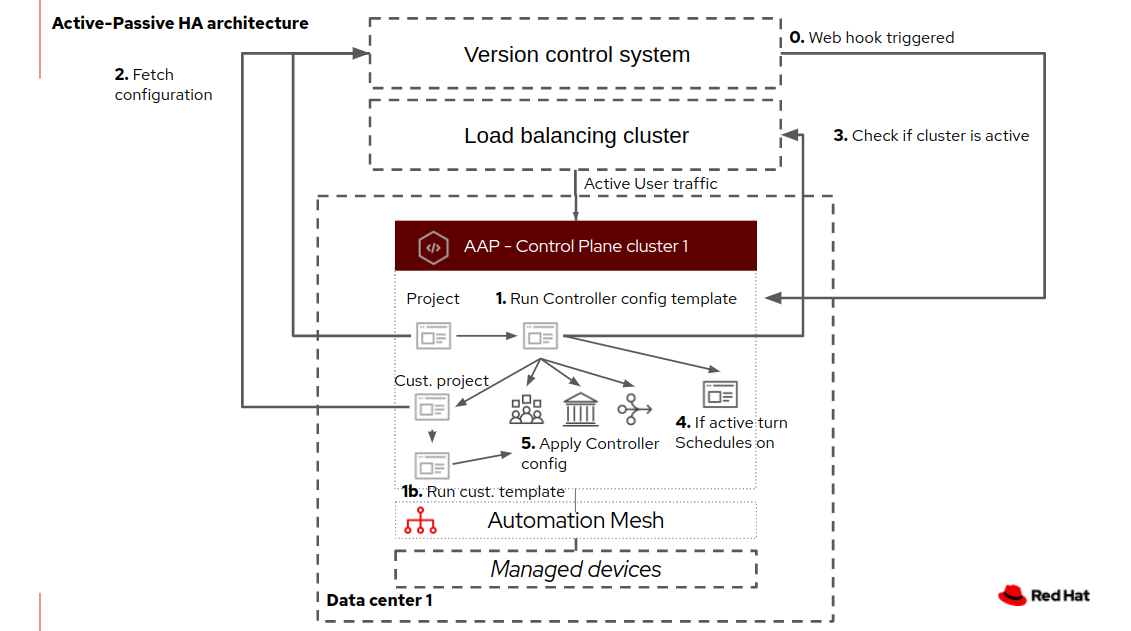 Active-Passive HA architecture
Version control system
0. Web hook triggered
2. Fetch
configuration
Load balancing cluster
3. Check if cluster is active
Active User traffic
AAP - Control Plane cluster 1
Project
1. Run Controller config template
Cust. project
4. If active turn
Schedules on
5. Apply Controller
config
1b. Run cust. template
Automation Mesh
Managed devices
Data center 1
Red Hat